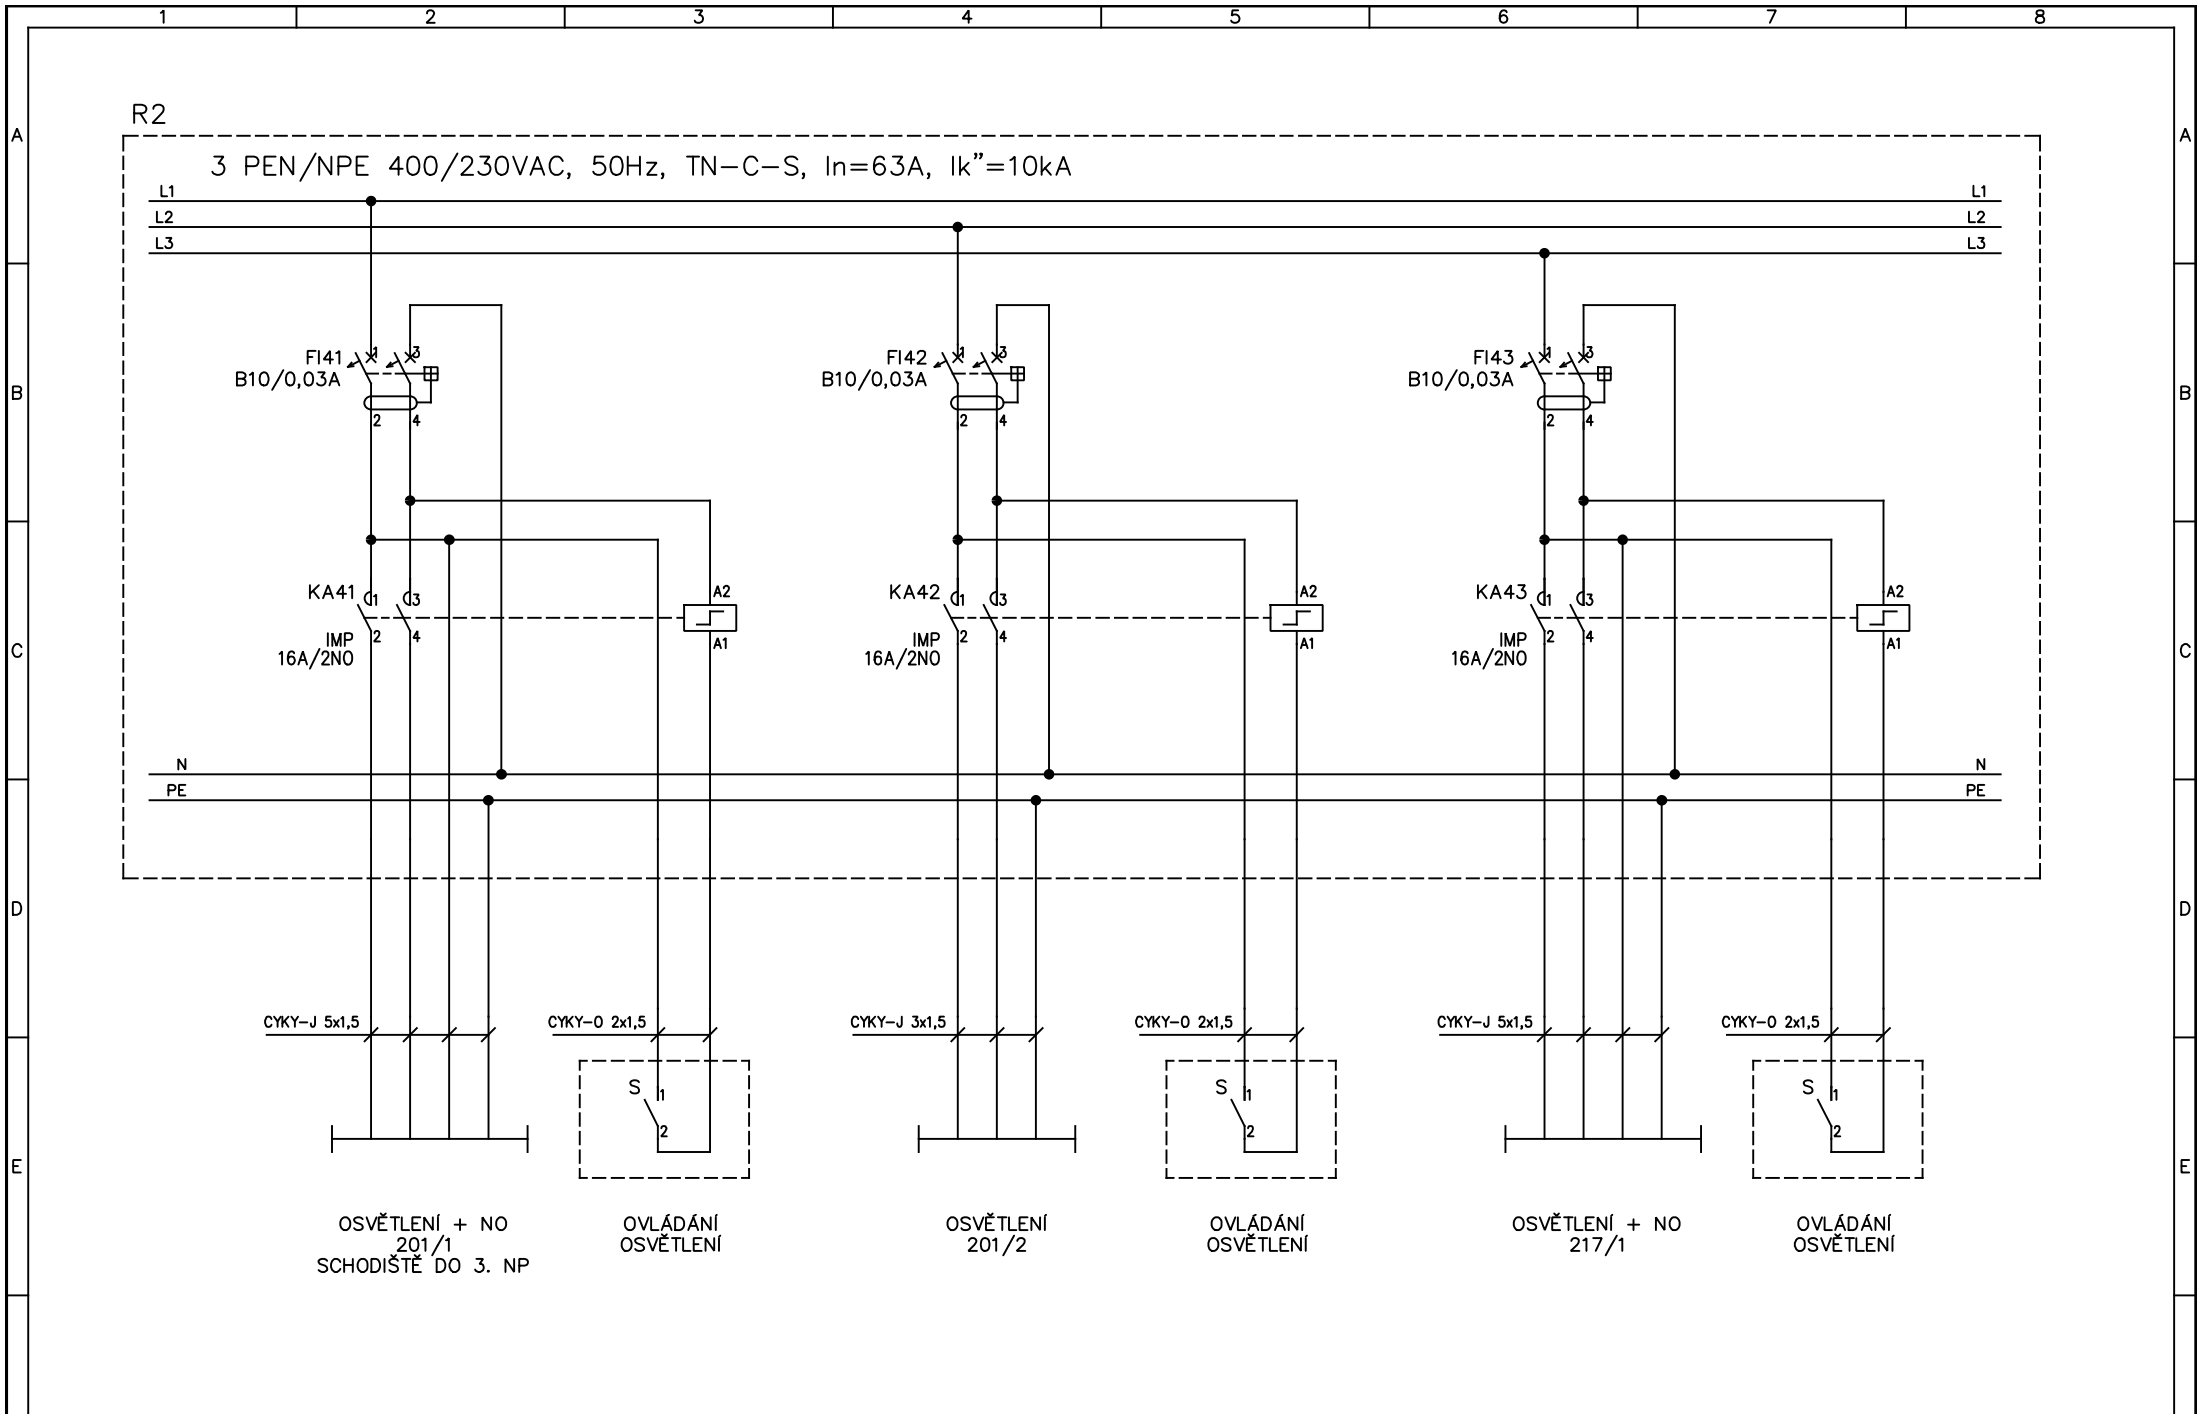 1 2 3 4 5 6 7 8
R2
A A
3 PEN/NPE 400/230VAC, 50Hz, TN-C-S, In=63A, Ik"=10kA
L1 L1
L2 L2
L3 L3
FI41 1 3 FI42 1 3 FI43 1 3
B10/0,03A B10/0,03A B10/0,03A
B B
2 4 2 4 2 4
KA41 1 3 A2 KA42 1 3 A2 KA43 1 3 A2
IMP 2 4 A1 IMP 2 4 A1 IMP 2 4 A1
16A/2NO 16A/2NO 16A/2NO
C C
N N
PE PE
D D
CYKY-J 5x1,5 CYKY-O 2x1,5 CYKY-J 3x1,5 CYKY-O 2x1,5 CYKY-J 5x1,5 CYKY-O 2x1,5
S 1 S 1 S 1
2 2 2
E E
OSVĚTLENÍ + NO
201/1
SCHODIŠTĚ DO 3. NP
OVLÁDÁNÍ
OSVĚTLENÍ
OSVĚTLENÍ
201/2
OVLÁDÁNÍ
OSVĚTLENÍ
OSVĚTLENÍ + NO
217/1
OVLÁDÁNÍ
OSVĚTLENÍ